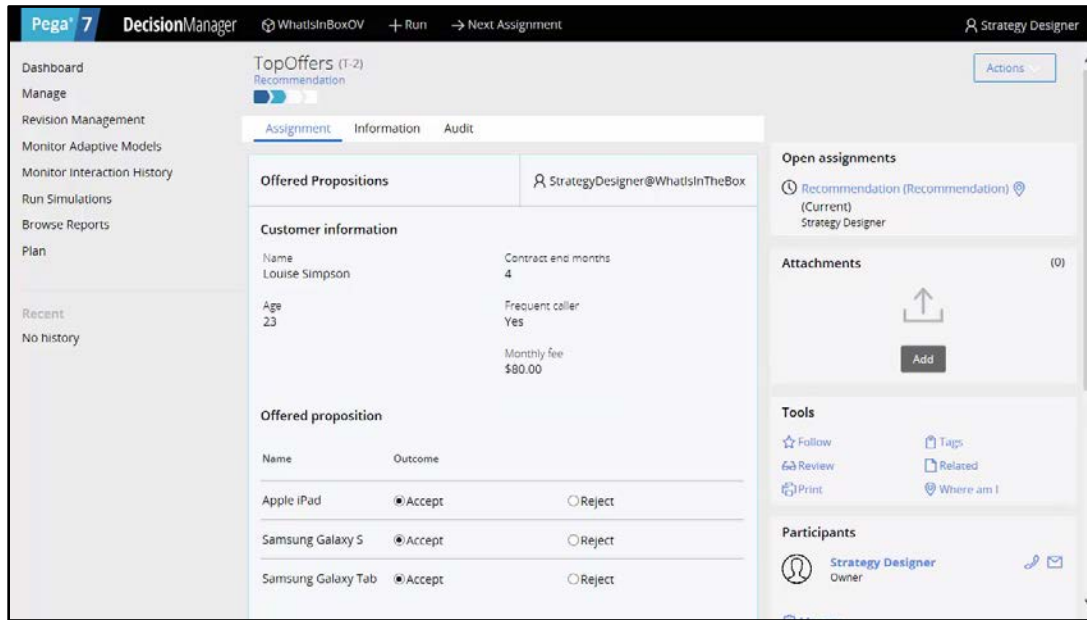 Pega® 7 DecisionManager WhatIsInBoxOV + Run → Next Assignment Strategy Designer
Dashboard
Manage
Revision Management
Monitor Adaptive Models
Monitor Interaction History
Run Simulations
Browse Reports
Plan
Recent
No history
TopOffers (T-2)
Recommendation
Actions
Assignment Information Audit
Offered Propositions StrategyDesigner@WhatIsInTheBox
Customer information
Name Contract end months
Louise Simpson 4
Age Frequent caller
23 Yes
Monthly fee
$80.00
Offered proposition
Name Outcome
Apple iPad Accept Reject
Samsung Galaxy S Accept Reject
Samsung Galaxy Tab Accept Reject
Open assignments
Recommendation (Recommendation)
(Current)
Strategy Designer
Attachments (0)
Add
Tools
Follow Tags
Review Related
Print Where am I
Participants
Strategy Designer
Owner